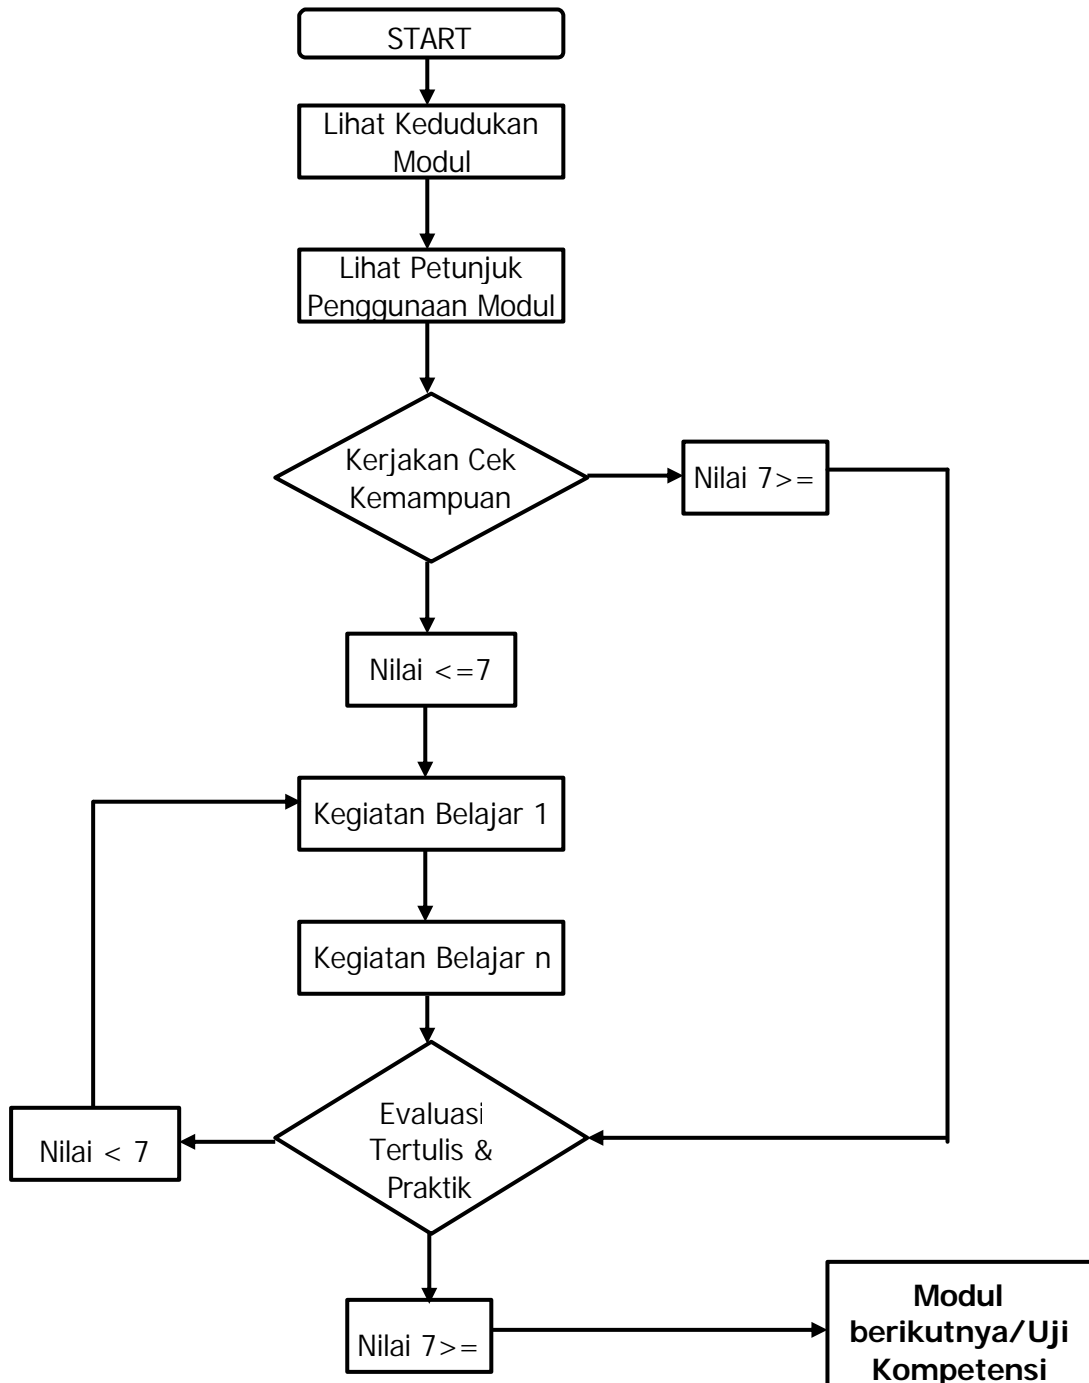 START
Lihat Kedudukan
Modul
Lihat Petunjuk
Penggunaan Modul
Kerjakan Cek
Kemampuan
Nilai 7>=
Nilai <=7
Kegiatan Belajar 1
Kegiatan Belajar n
Evaluasi
Tertulis &
Praktik
Nilai < 7
Nilai 7>=
Modul
berikutnya/Uji
Kompetensi